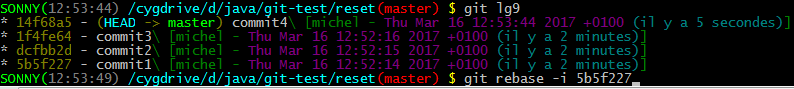 SONNY(12:53:44) /cygdrive/d/java/git-test/reset(master) $ git lg9
* 14f68a5 - (HEAD -> master) commit4\ [michel - Thu Mar 16 12:53:44 2017 +0100 (il y a 5 secondes)]
* 1f4fe64 - commit3\ [michel - Thu Mar 16 12:52:16 2017 +0100 (il y a 2 minutes)]
* dcfbb2d - commit2\ [michel - Thu Mar 16 12:52:15 2017 +0100 (il y a 2 minutes)]
* 5b5f227 - commit1\ [michel - Thu Mar 16 12:52:14 2017 +0100 (il y a 2 minutes)]
SONNY(12:53:49) /cygdrive/d/java/git-test/reset(master) $ git rebase -i 5b5f227